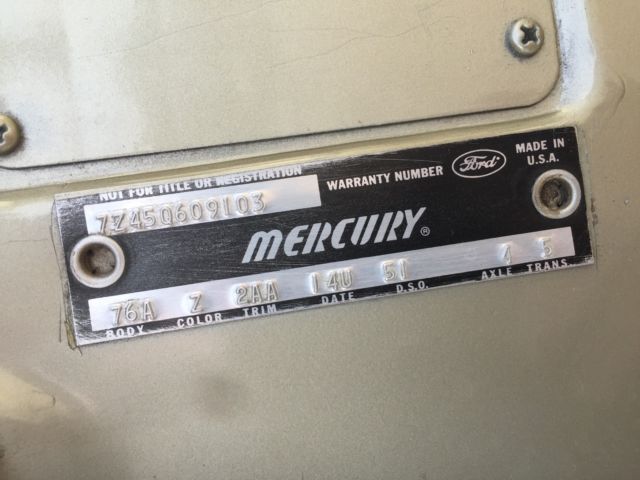 NOT FOR TITLE OR REGISTRATION WARRANTY NUMBER Ford MADE IN U.S.A.
7Z45Q609103
MERCURY®
76A Z 2AA 14U 51 1 5
BODY COLOR TRIM DATE D.S.O. AXLE TRANS.